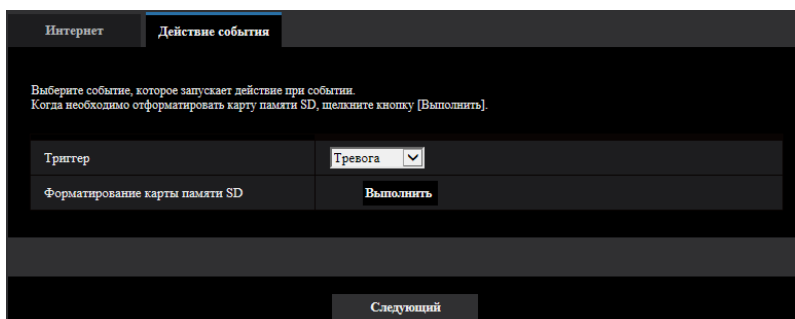 Интернет
Действие события
Выберите событие, которое запускает действие при событии.
Когда необходимо отформатировать карту памяти SD, щелкните кнопку [Выполнить].
Триггер
Тревога
Форматирование карты памяти SD
Выполнить
Следующий